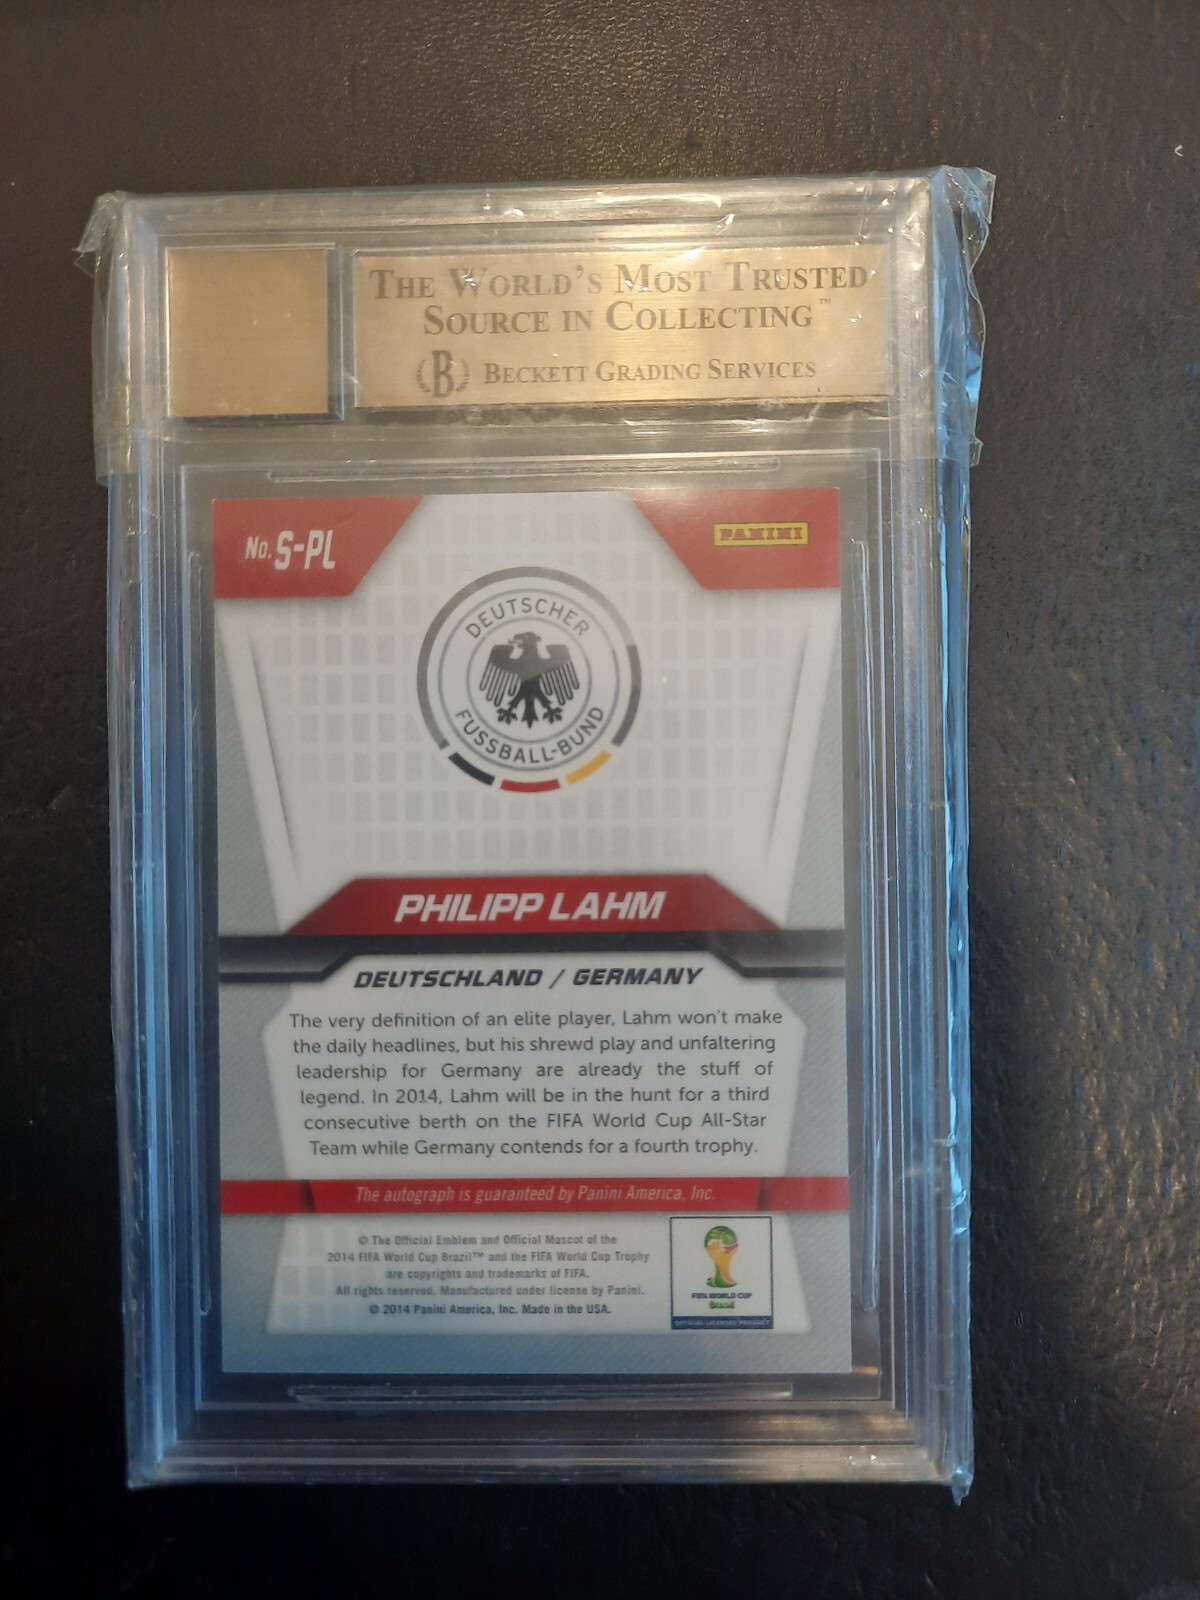 THE WORLD'S MOST TRUSTED
SOURCE IN COLLECTING™
B BECKETT GRADING SERVICES
No. S-PL
PANINI
DEUTSCHER
FUSSBALL-BUND
PHILIPP LAHM
DEUTSCHLAND / GERMANY
The very definition of an elite player, Lahm won't make
the daily headlines, but his shrewd play and unfaltering
leadership for Germany are already the stuff of
legend. In 2014, Lahm will be in the hunt for a third
consecutive berth on the FIFA World Cup All-Star
Team while Germany contends for a fourth trophy.
The autograph is guaranteed by Panini America, Inc.
© The Official Emblem and Official Mascot of the
2014 FIFA World Cup Brazil™ and the FIFA World Cup Trophy
are copyrights and trademarks of FIFA.
All rights reserved. Manufactured under license by Panini.
© 2014 Panini America, Inc. Made in the USA.
FIFA WORLD CUP
OFFICIAL LICENSED PRODUCT